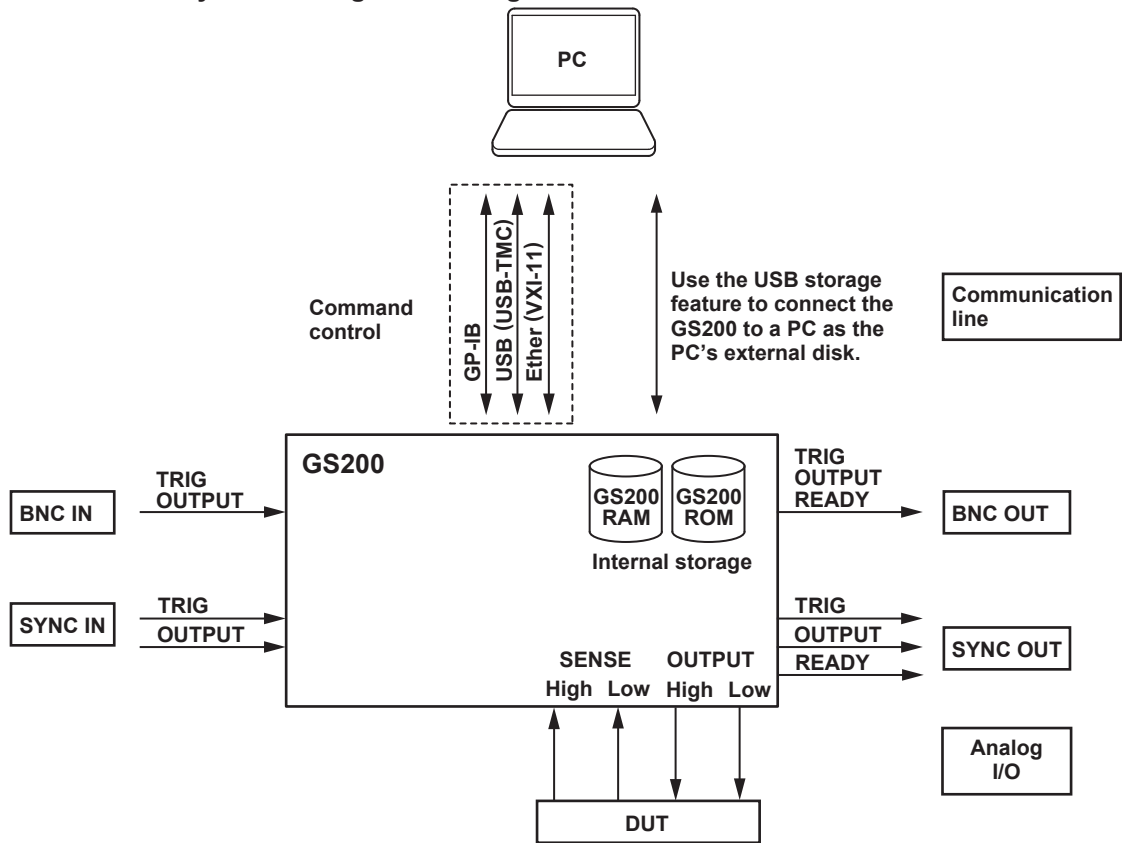 PC
Command
control
GP-IB
USB (USB-TMC)
Ether (VXI-11)
Use the USB storage
feature to connect the
GS200 to a PC as the
PC's external disk.
Communication
line
GS200
GS200
RAM
GS200
ROM
Internal storage
BNC IN
TRIG
OUTPUT
TRIG
OUTPUT
READY
BNC OUT
SYNC IN
TRIG
OUTPUT
TRIG
OUTPUT
READY
SYNC OUT
SENSE
High Low
OUTPUT
High Low
Analog
I/O
DUT